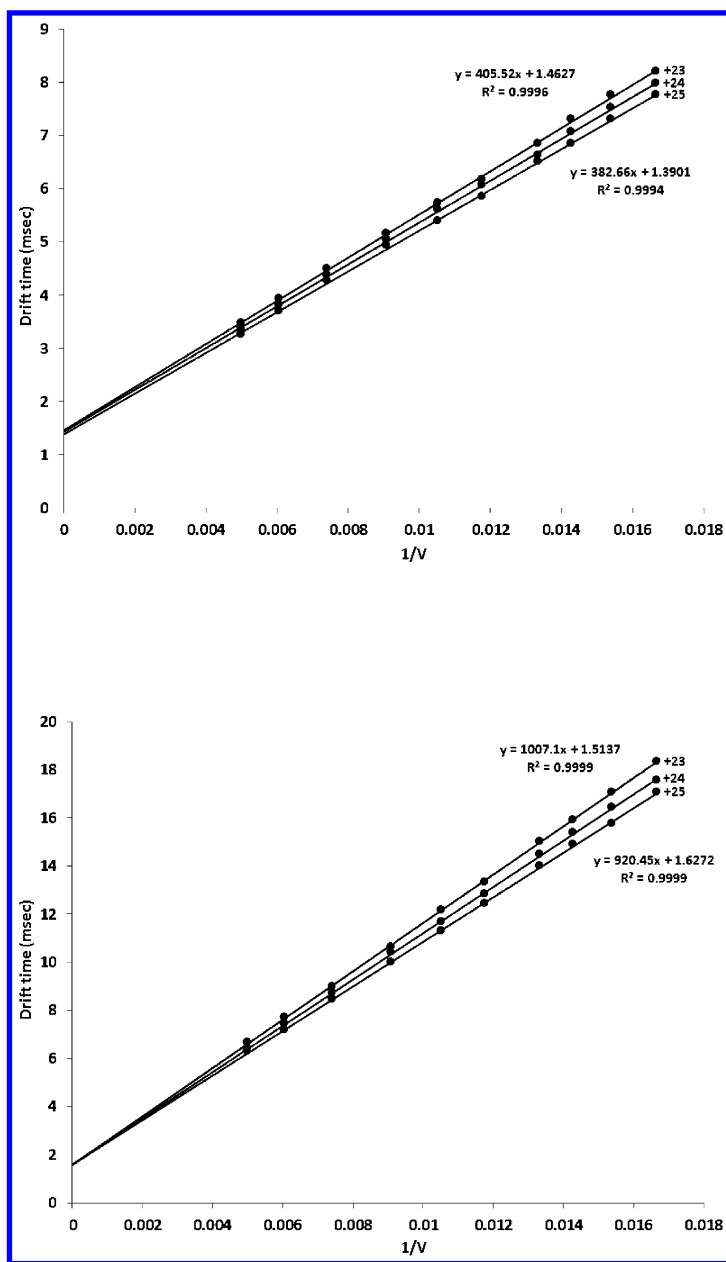 9
8
7
6
5
4
3
2
1
0
Drift time (msec)
y = 405.52x + 1.4627
R² = 0.9996
+23
+24
+25
y = 382.66x + 1.3901
R² = 0.9994
0 0.002 0.004 0.006 0.008 0.01 0.012 0.014 0.016 0.018
1/V
20
18
16
14
12
10
8
6
4
2
0
Drift time (msec)
y = 1007.1x + 1.5137
R² = 0.9999
+23
+24
+25
y = 920.45x + 1.6272
R² = 0.9999
0 0.002 0.004 0.006 0.008 0.01 0.012 0.014 0.016 0.018
1/V